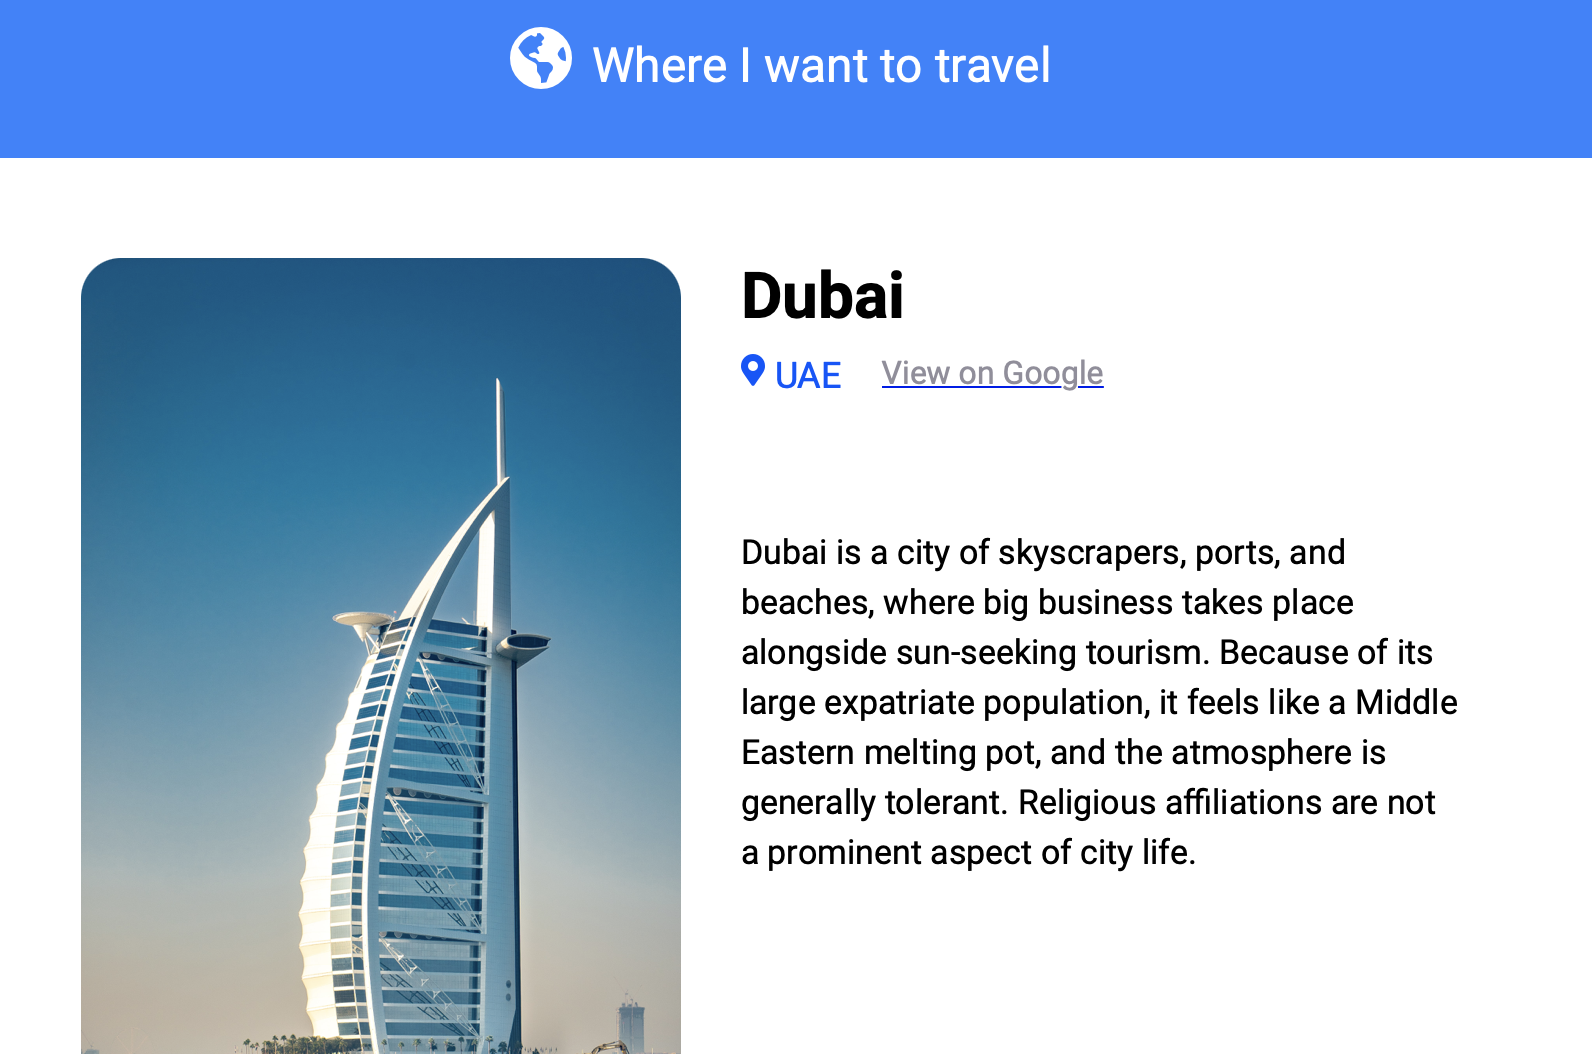 Where I want to travel
Dubai
UAE View on Google
Dubai is a city of skyscrapers, ports, and
beaches, where big business takes place
alongside sun-seeking tourism. Because of its
large expatriate population, it feels like a Middle
Eastern melting pot, and the atmosphere is
generally tolerant. Religious affiliations are not
a prominent aspect of city life.